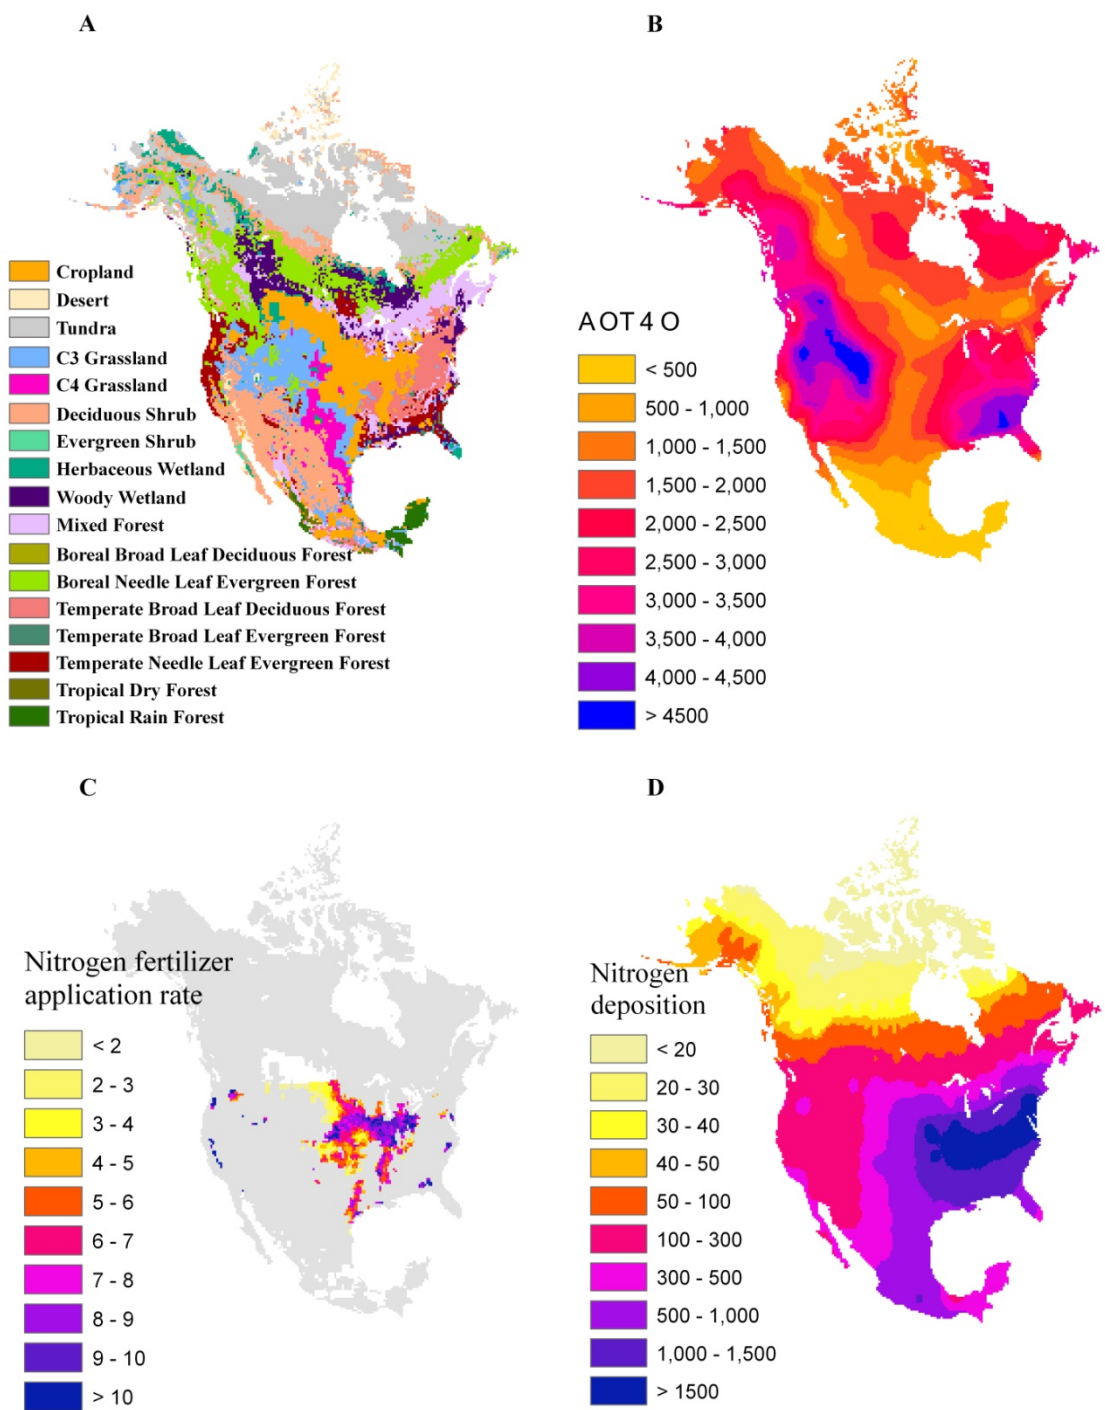 A
B
Cropland
Desert
Tundra
C3 Grassland
C4 Grassland
Deciduous Shrub
Evergreen Shrub
Herbaceous Wetland
Woody Wetland
Mixed Forest
Boreal Broad Leaf Deciduous Forest
Boreal Needle Leaf Evergreen Forest
Temperate Broad Leaf Deciduous Forest
Temperate Broad Leaf Evergreen Forest
Temperate Needle Leaf Evergreen Forest
Tropical Dry Forest
Tropical Rain Forest
AOT4O
< 500
500 - 1,000
1,000 - 1,500
1,500 - 2,000
2,000 - 2,500
2,500 - 3,000
3,000 - 3,500
3,500 - 4,000
4,000 - 4,500
> 4500
C
D
Nitrogen fertilizer
application rate
< 2
2 - 3
3 - 4
4 - 5
5 - 6
6 - 7
7 - 8
8 - 9
9 - 10
> 10
Nitrogen
deposition
< 20
20 - 30
30 - 40
40 - 50
50 - 100
100 - 300
300 - 500
500 - 1,000
1,000 - 1,500
> 1500